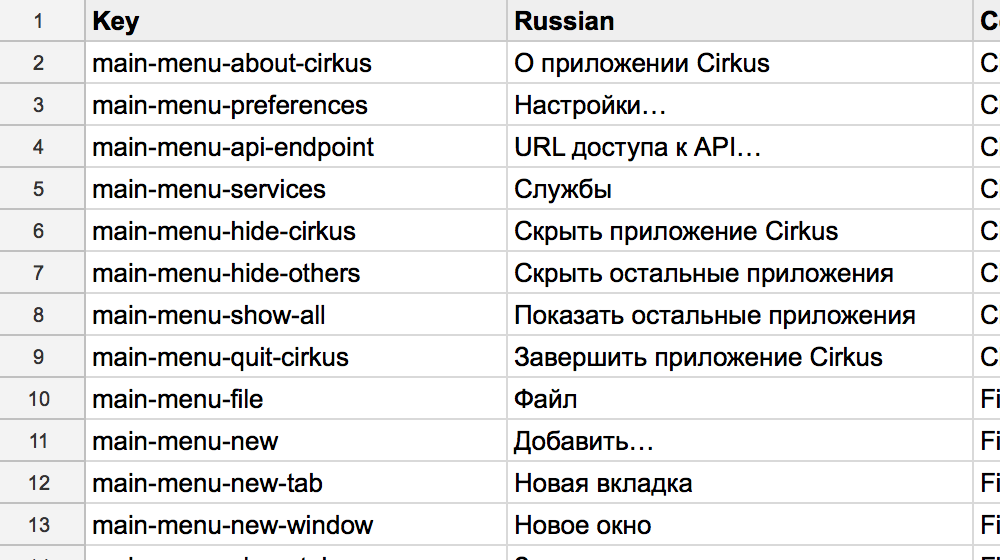 1 Key Russian
2 main-menu-about-cirkus О приложении Cirkus C
3 main-menu-preferences Настройки… C
4 main-menu-api-endpoint URL доступа к API… C
5 main-menu-services Службы C
6 main-menu-hide-cirkus Скрыть приложение Cirkus C
7 main-menu-hide-others Скрыть остальные приложения C
8 main-menu-show-all Показать остальные приложения C
9 main-menu-quit-cirkus Завершить приложение Cirkus C
10 main-menu-file Файл Fi
11 main-menu-new Добавить… Fi
12 main-menu-new-tab Новая вкладка Fi
13 main-menu-new-window Новое окно Fi